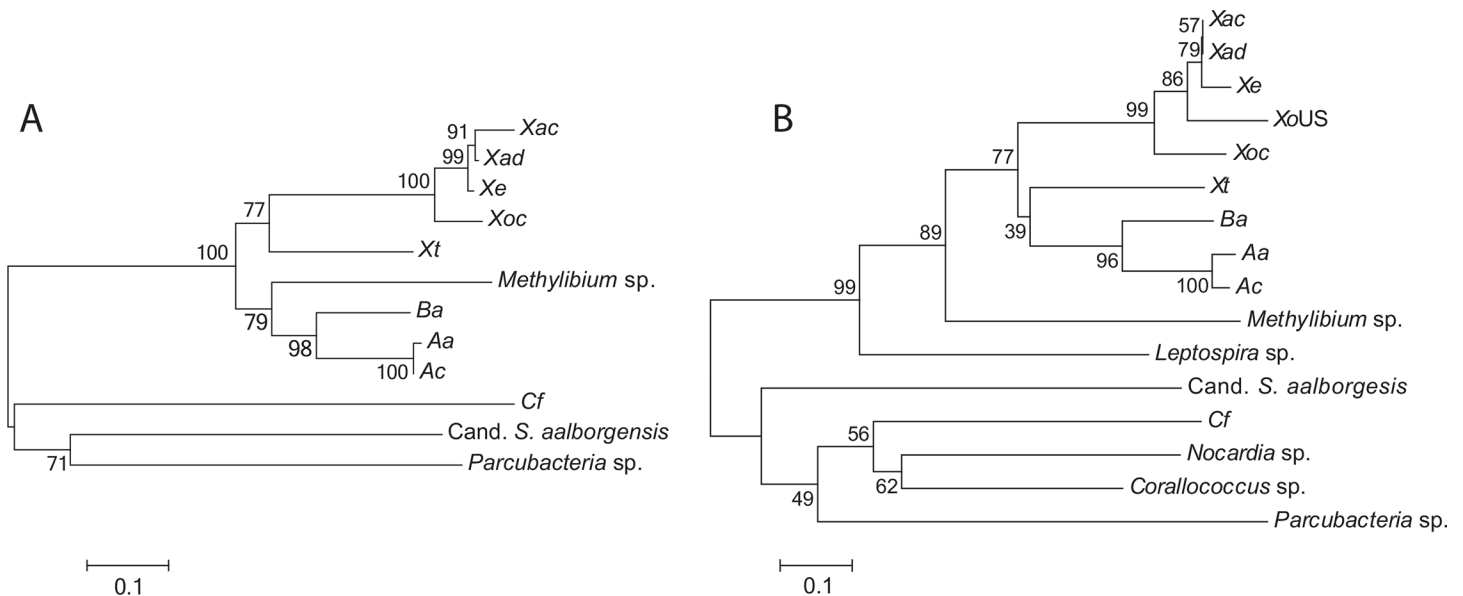 A
91
Xac
99
Xad
100
Xe
77
Xoc
100
Xt
Methylibium sp.
79
Ba
98
Aa
100
Ac
Cf
Cand. S. aalborgensis
71
Parcubacteria sp.
0.1
B
57
Xac
79
Xad
86
Xe
99
XoUS
77
Xoc
Xt
89
39
Ba
96
Aa
100
Ac
99
Methylibium sp.
Leptospira sp.
Cand. S. aalborgesis
56
Cf
Nocardia sp.
62
Corallococcus sp.
49
Parcubacteria sp.
0.1